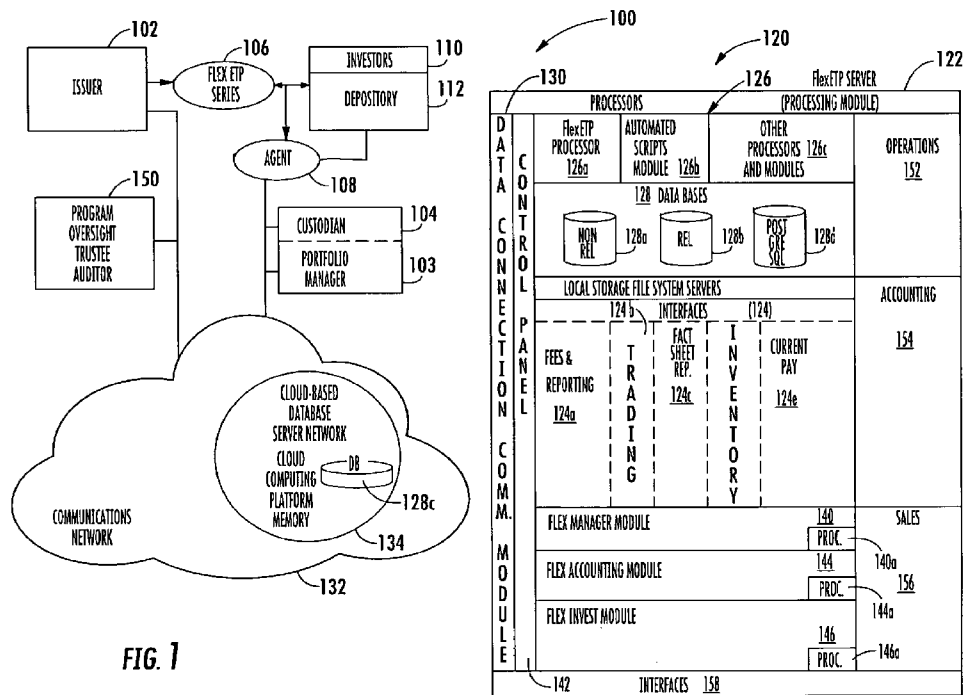 102
ISSUER
106
FLEX ETP
SERIES
110
INVESTORS
DEPOSITORY
112
AGENT
108
150
PROGRAM
OVERSIGHT
TRUSTEE
AUDITOR
104
CUSTODIAN
PORTFOLIO
MANAGER
103
CLOUD-BASED
DATABASE
SERVER NETWORK
CLOUD
COMPUTING
PLATFORM
MEMORY
DB
128c
134
COMMUNICATIONS
NETWORK
132
FIG. 1
100
120
FlexETP SERVER
122
130
PROCESSORS
126
(PROCESSING MODULE)
DATA CONNECTION COMM. MODULE
CONTROL PANEL
142
FlexETP
PROCESSOR
126a
AUTOMATED
SCRIPTS
MODULE 126b
OTHER
PROCESSORS 126c
AND MODULES
OPERATIONS
152
128 DATA BASES
NON
REL
128a
REL
128b
POST
GRE
SQL
128d
LOCAL STORAGE FILE SYSTEM SERVERS
124b INTERFACES (124)
FEES &
REPORTING
124a
TRADING
FACT
SHEET
REP.
124c
INVENTORY
CURRENT
PAY
124e
ACCOUNTING
154
FLEX MANAGER MODULE
140
PROC.
140a
FLEX ACCOUNTING MODULE
144
PROC.
144a
FLEX INVEST MODULE
146
PROC.
146a
SALES
156
INTERFACES 158